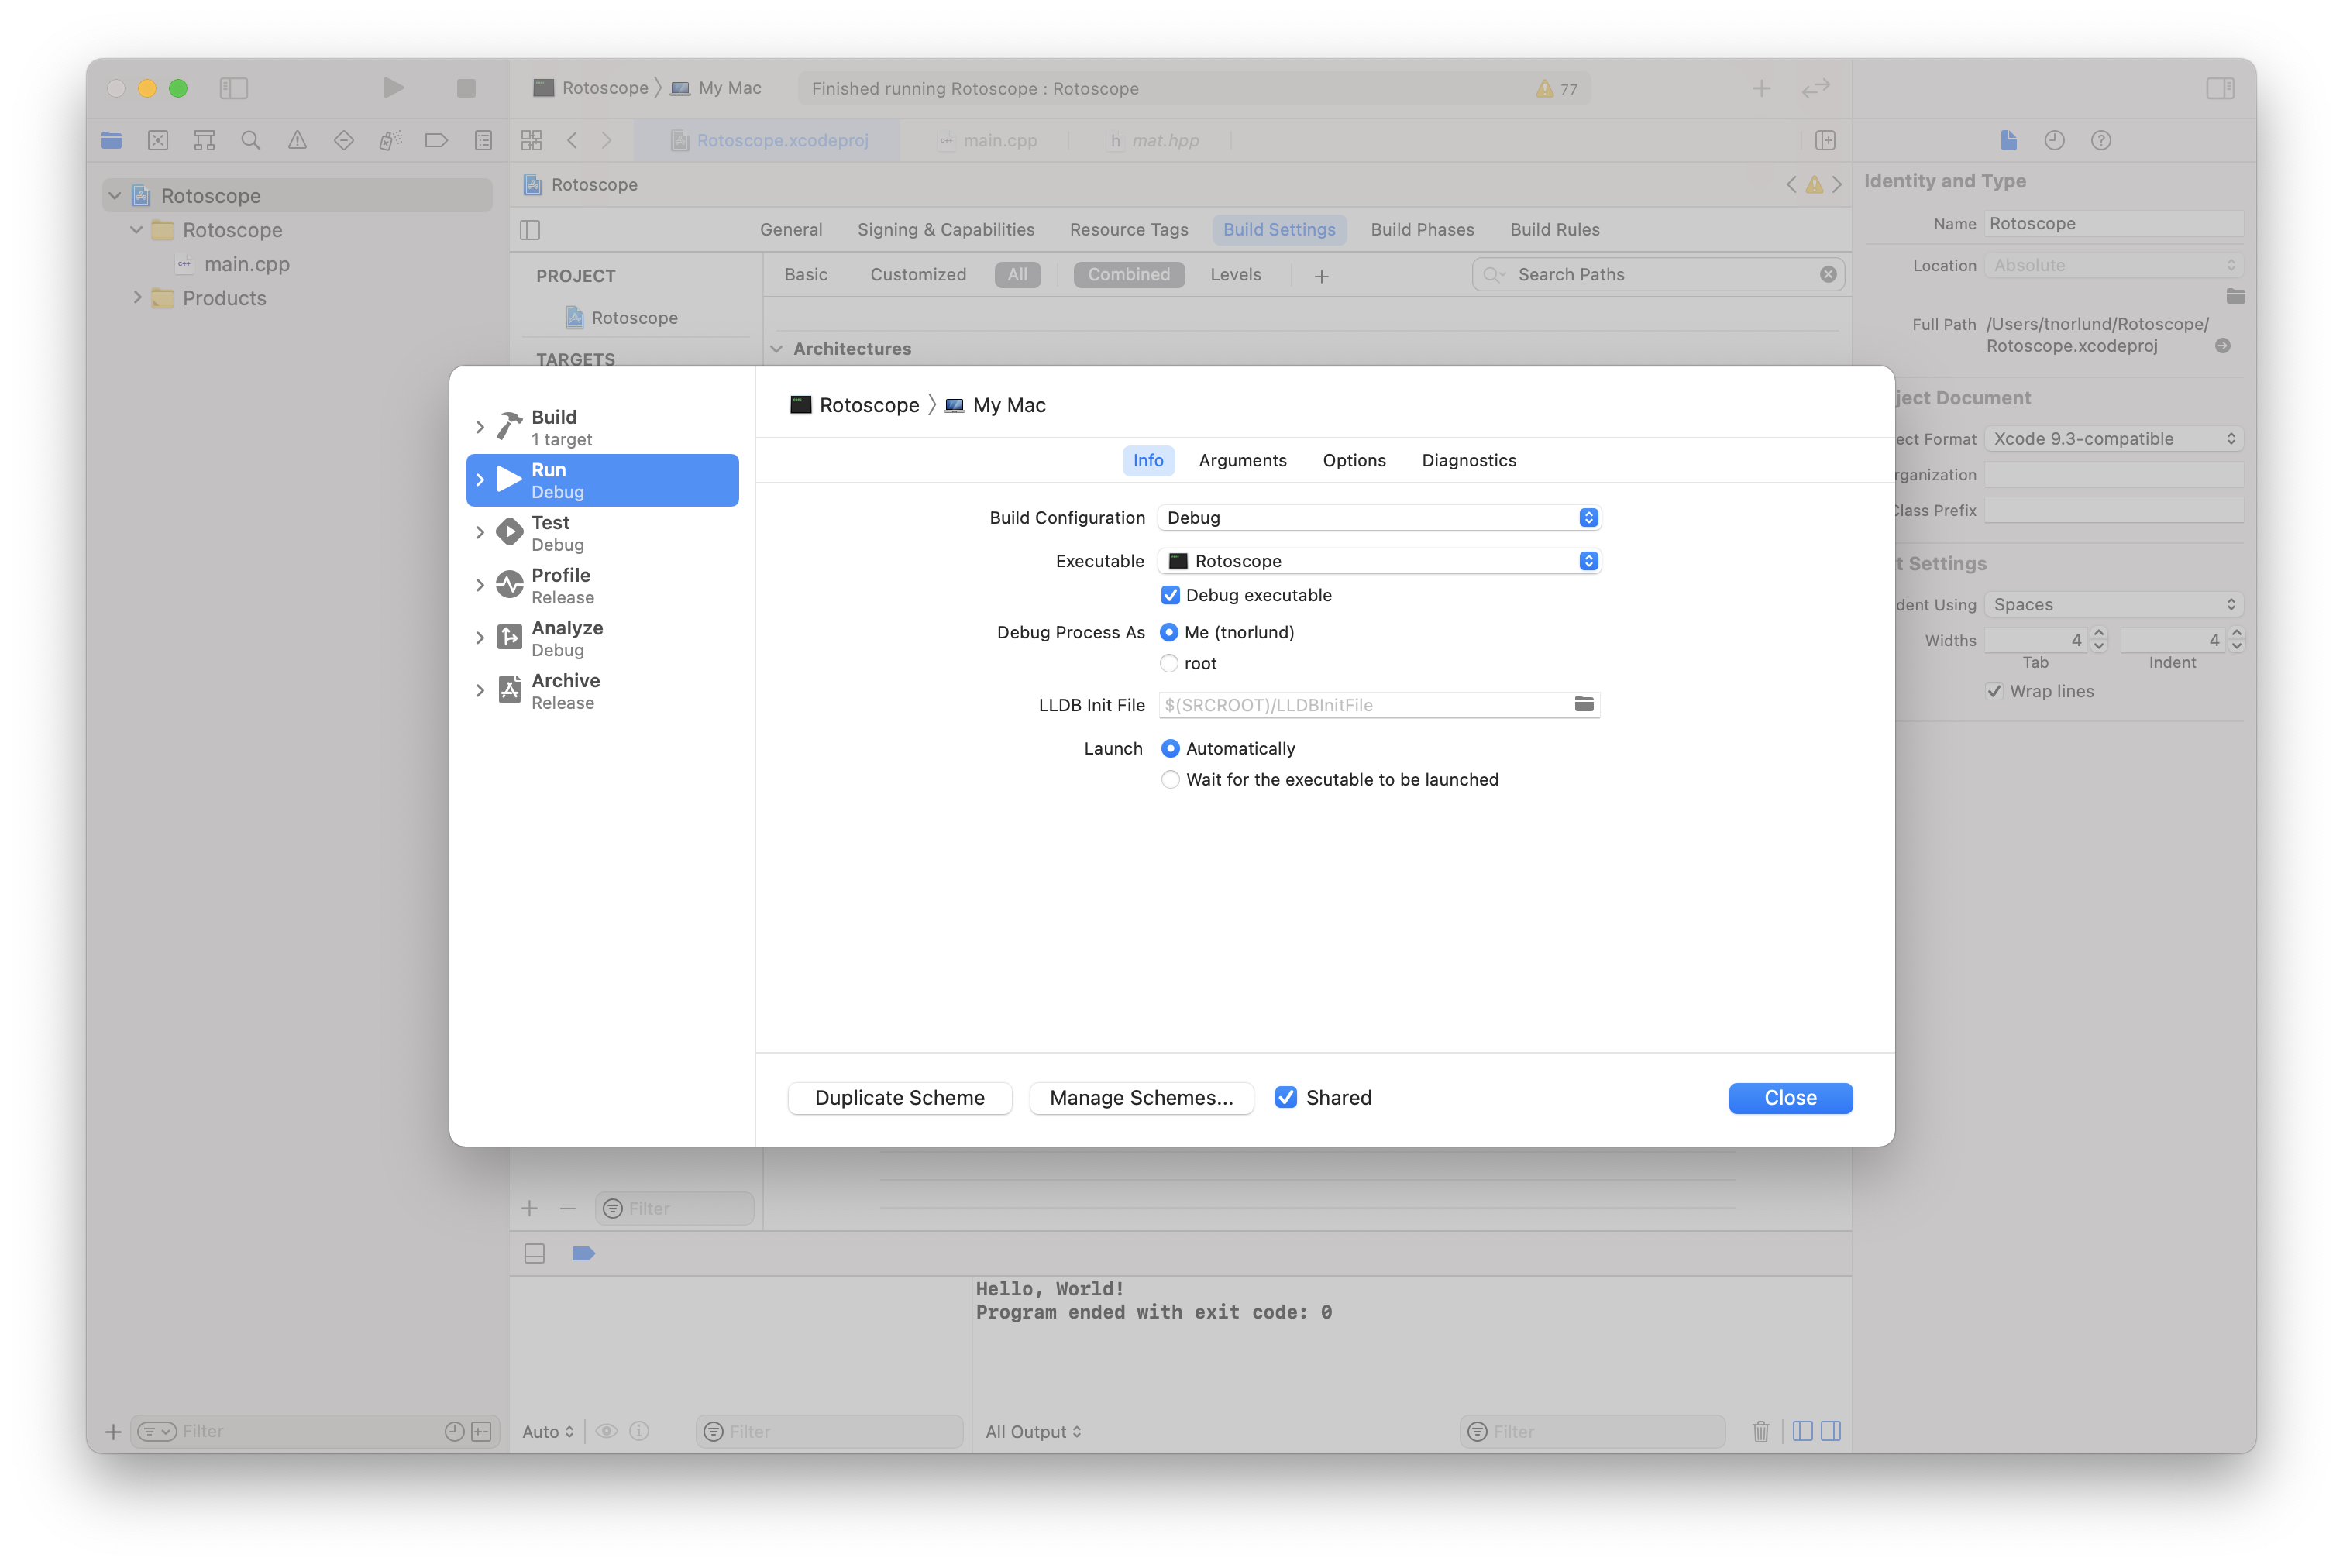 Rotoscope 〉 My Mac
Finished running Rotoscope : Rotoscope
77
Rotoscope.xcodeproj
main.cpp
h mat.hpp
Rotoscope
Rotoscope
main.cpp
Products
Rotoscope
General
Signing & Capabilities
Resource Tags
Build Settings
Build Phases
Build Rules
PROJECT
Rotoscope
TARGETS
Basic
Customized
All
Combined
Levels
Search Paths
Architectures
Identity and Type
Name Rotoscope
Location Absolute
Full Path /Users/tnorlund/Rotoscope/
Rotoscope.xcodeproj
ject Document
ect Format Xcode 9.3-compatible
rganization
Class Prefix
t Settings
dent Using Spaces
Widths 4 4
Tab Indent
Wrap lines
Build
1 target
Run
Debug
Test
Debug
Profile
Release
Analyze
Debug
Archive
Release
Rotoscope 〉 My Mac
Info
Arguments
Options
Diagnostics
Build Configuration Debug
Executable Rotoscope
Debug executable
Debug Process As Me (tnorlund)
root
LLDB Init File $(SRCROOT)/LLDBInitFile
Launch Automatically
Wait for the executable to be launched
Duplicate Scheme
Manage Schemes...
Shared
Close
Filter
Hello, World!
Program ended with exit code: 0
Filter
Auto
Filter
All Output
Filter